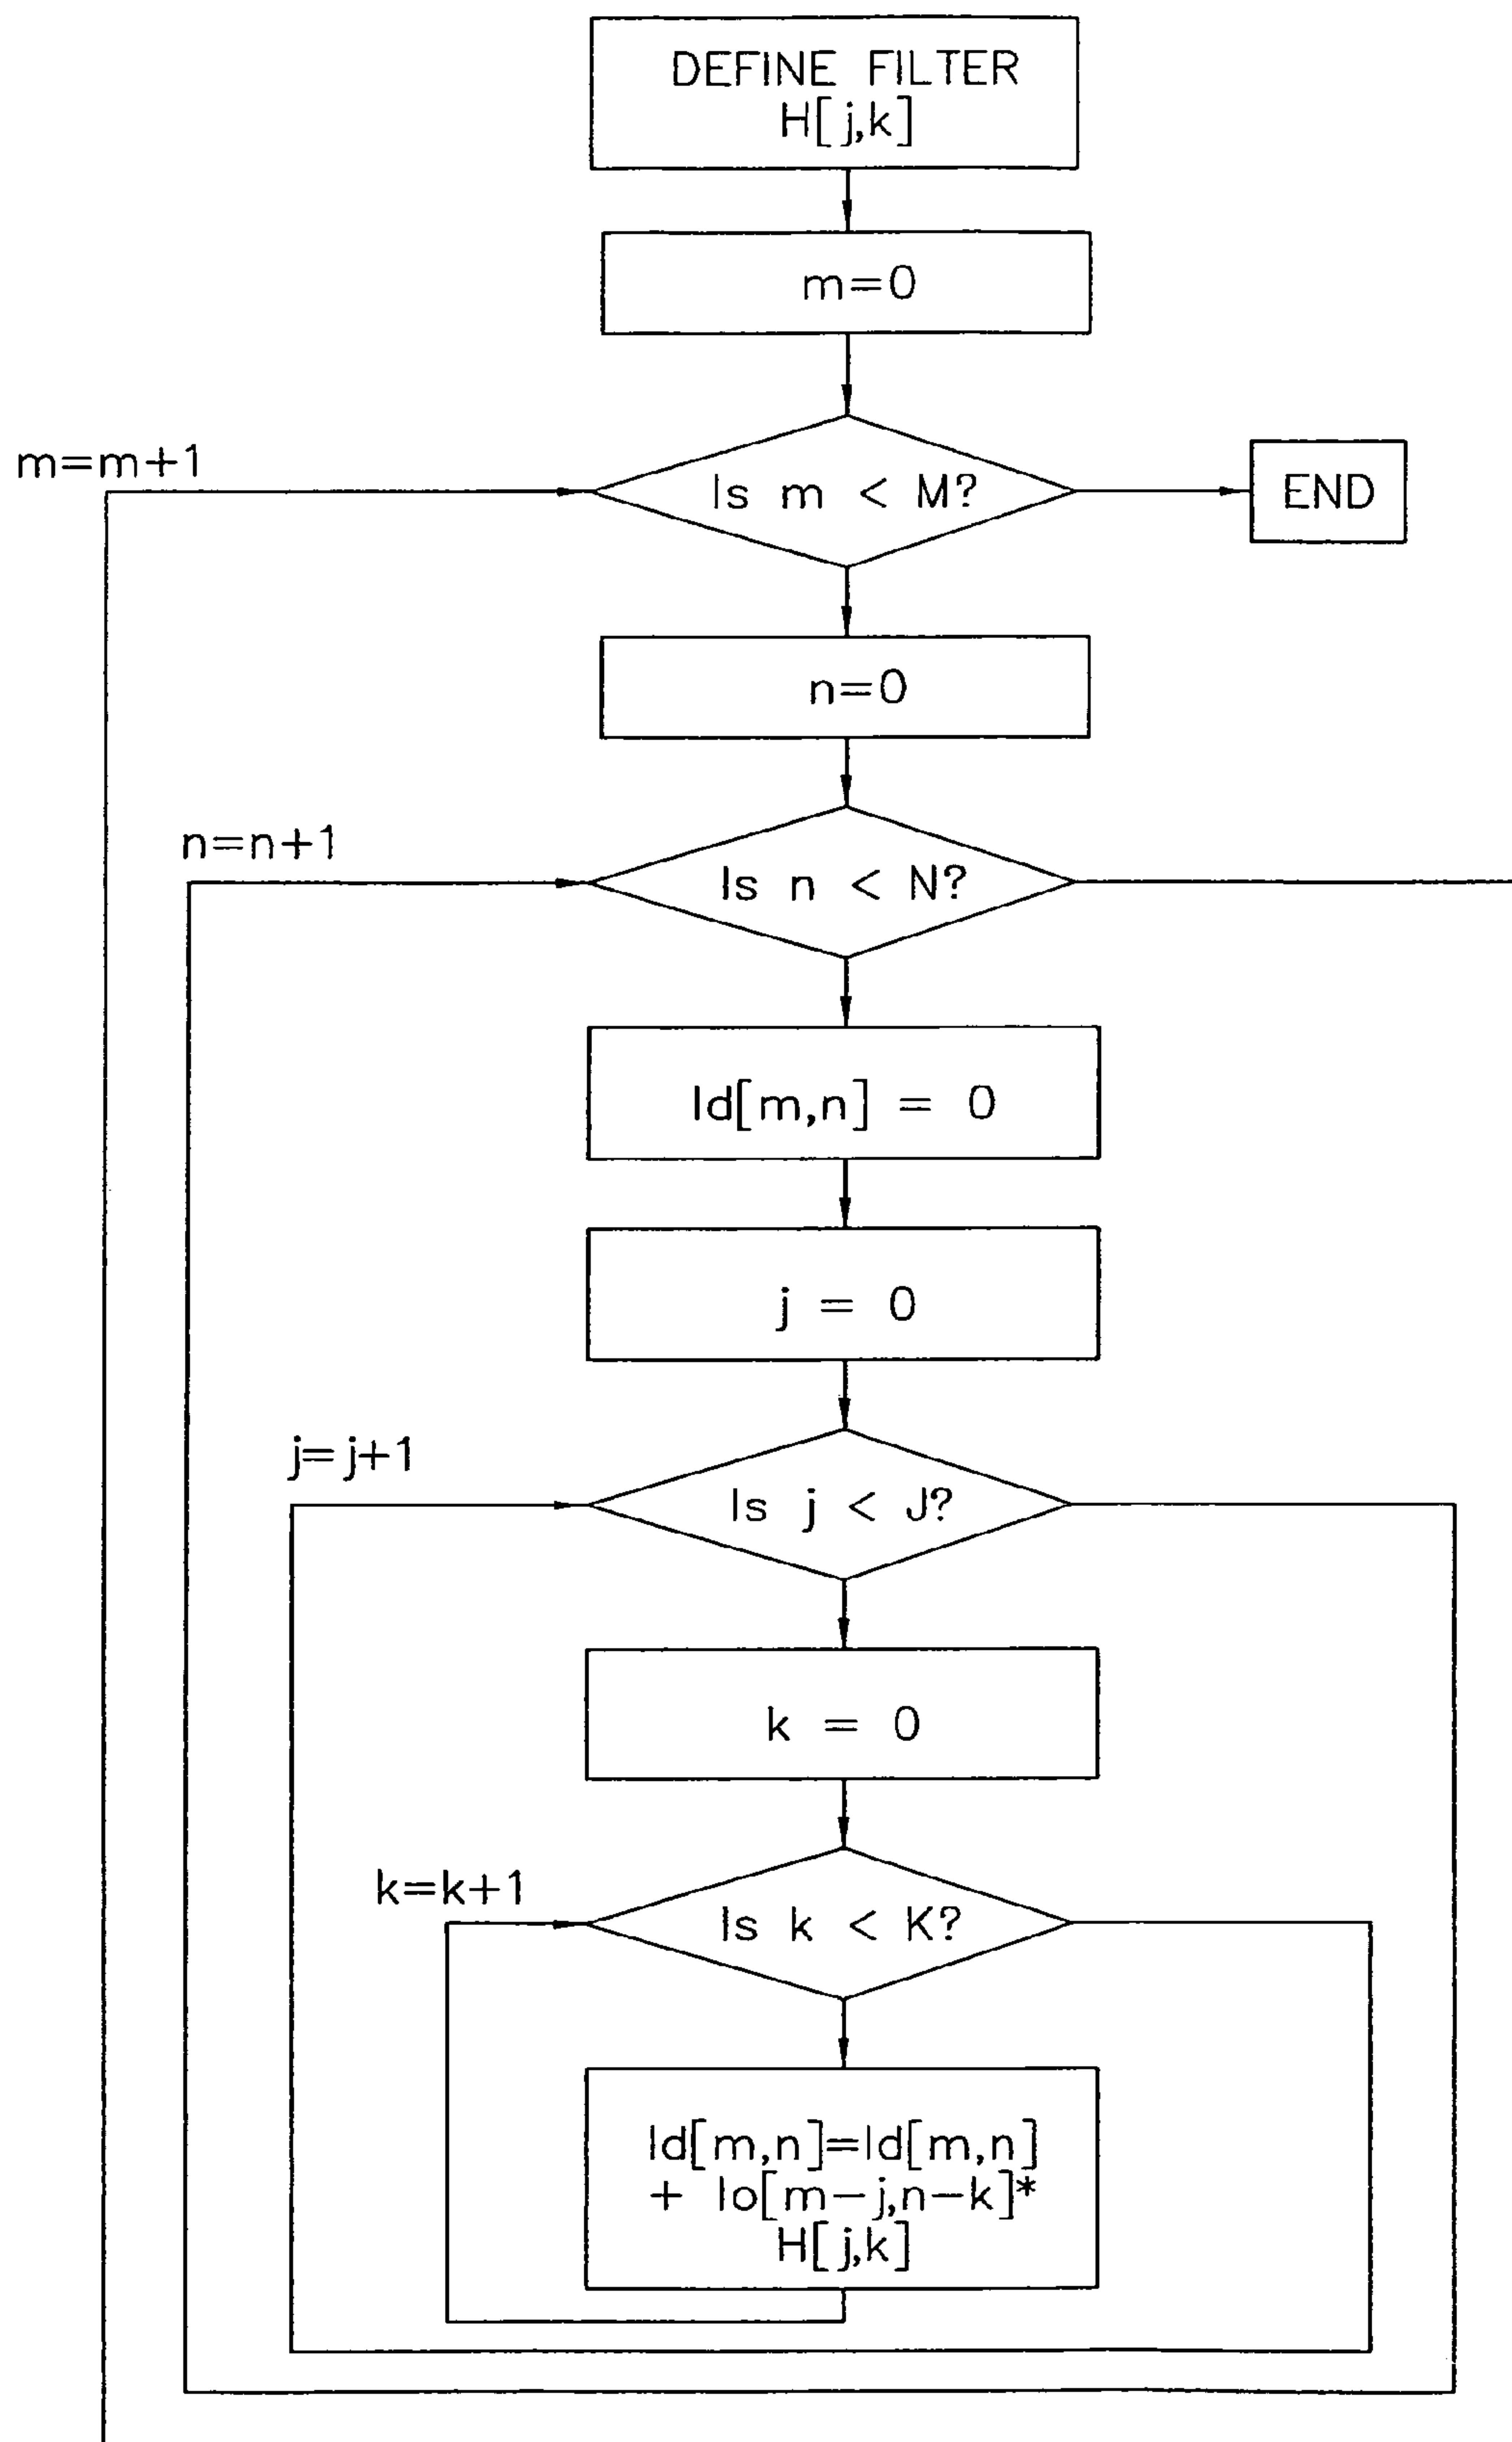 DEFINE FILTER
H[j,k]
m=0
m=m+1
Is m < M?
END
n=0
n=n+1
Is n < N?
Id[m,n] = 0
j = 0
j=j+1
Is j < J?
k = 0
k=k+1
Is k < K?
Id[m,n]=Id[m,n]
+ Io[m-j,n-k]*
H[j,k]